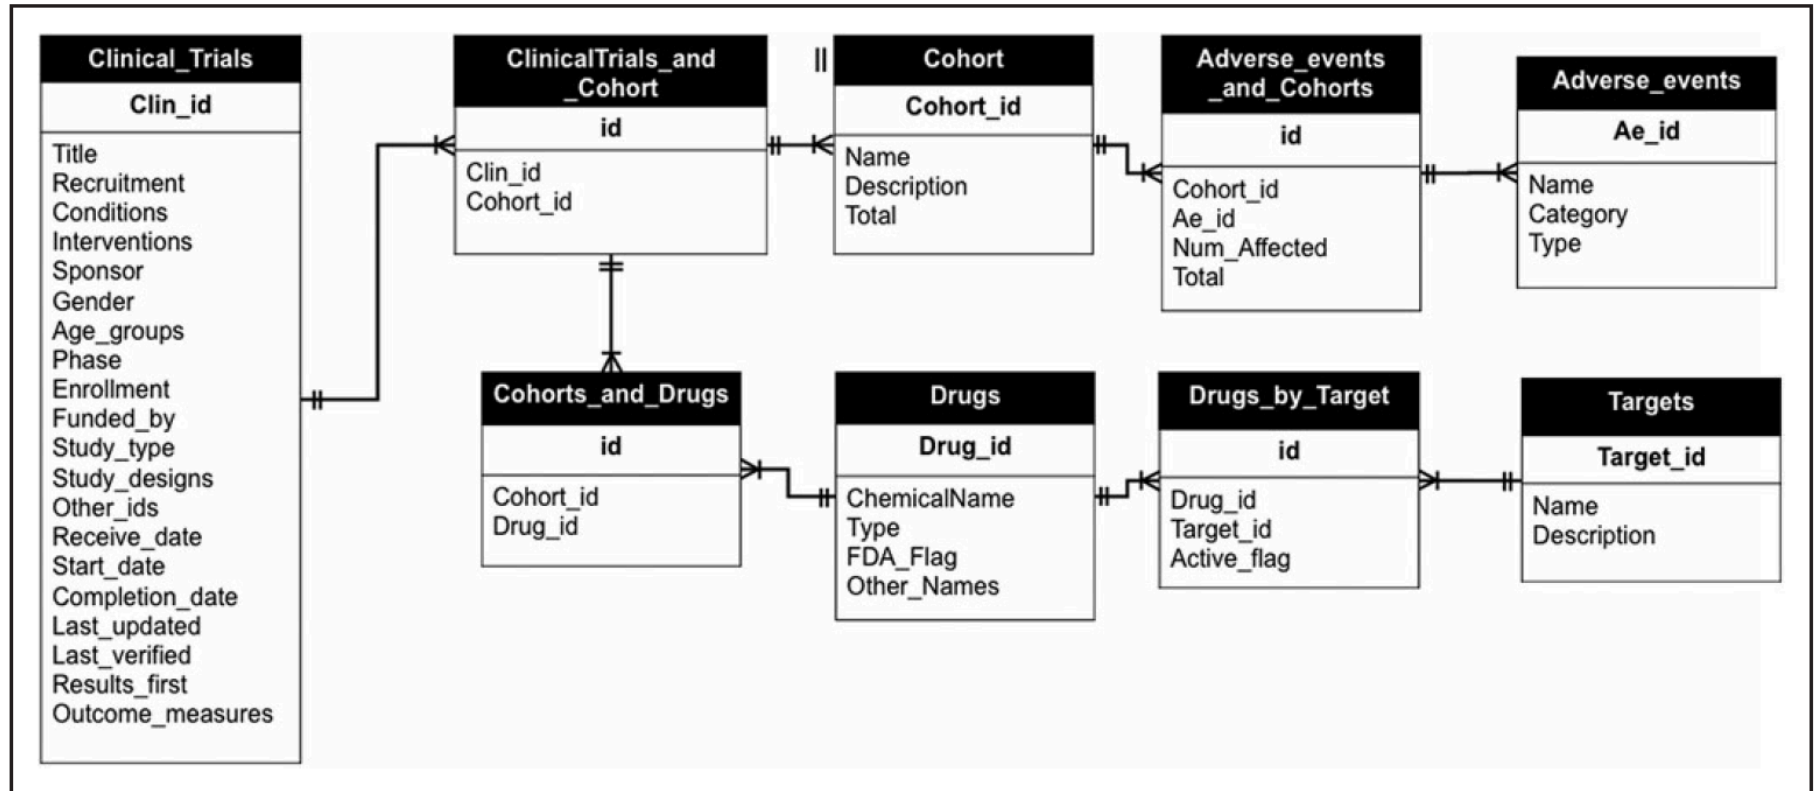 Clinical_Trials
Clin_id
Title
Recruitment
Conditions
Interventions
Sponsor
Gender
Age_groups
Phase
Enrollment
Funded_by
Study_type
Study_designs
Other_ids
Receive_date
Start_date
Completion_date
Last_updated
Last_verified
Results_first
Outcome_measures
ClinicalTrials_and
_Cohort
id
Clin_id
Cohort_id
Cohort
Cohort_id
Name
Description
Total
Adverse_events
_and_Cohorts
id
Cohort_id
Ae_id
Num_Affected
Total
Adverse_events
Ae_id
Name
Category
Type
Cohorts_and_Drugs
id
Cohort_id
Drug_id
Drugs
Drug_id
ChemicalName
Type
FDA_Flag
Other_Names
Drugs_by_Target
id
Drug_id
Target_id
Active_flag
Targets
Target_id
Name
Description